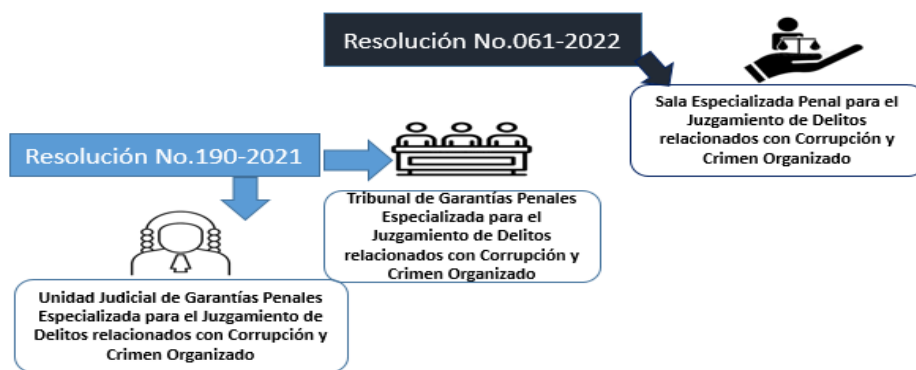 Resolución No.061-2022
Sala Especializada Penal para el
Juzgamiento de Delitos
relacionados con Corrupción y
Crimen Organizado
Resolución No.190-2021
Tribunal de Garantías Penales
Especializada para el
Juzgamiento de Delitos
relacionados con Corrupción y
Crimen Organizado
Unidad Judicial de Garantías Penales
Especializada para el Juzgamiento de
Delitos relacionados con Corrupción y
Crimen Organizado